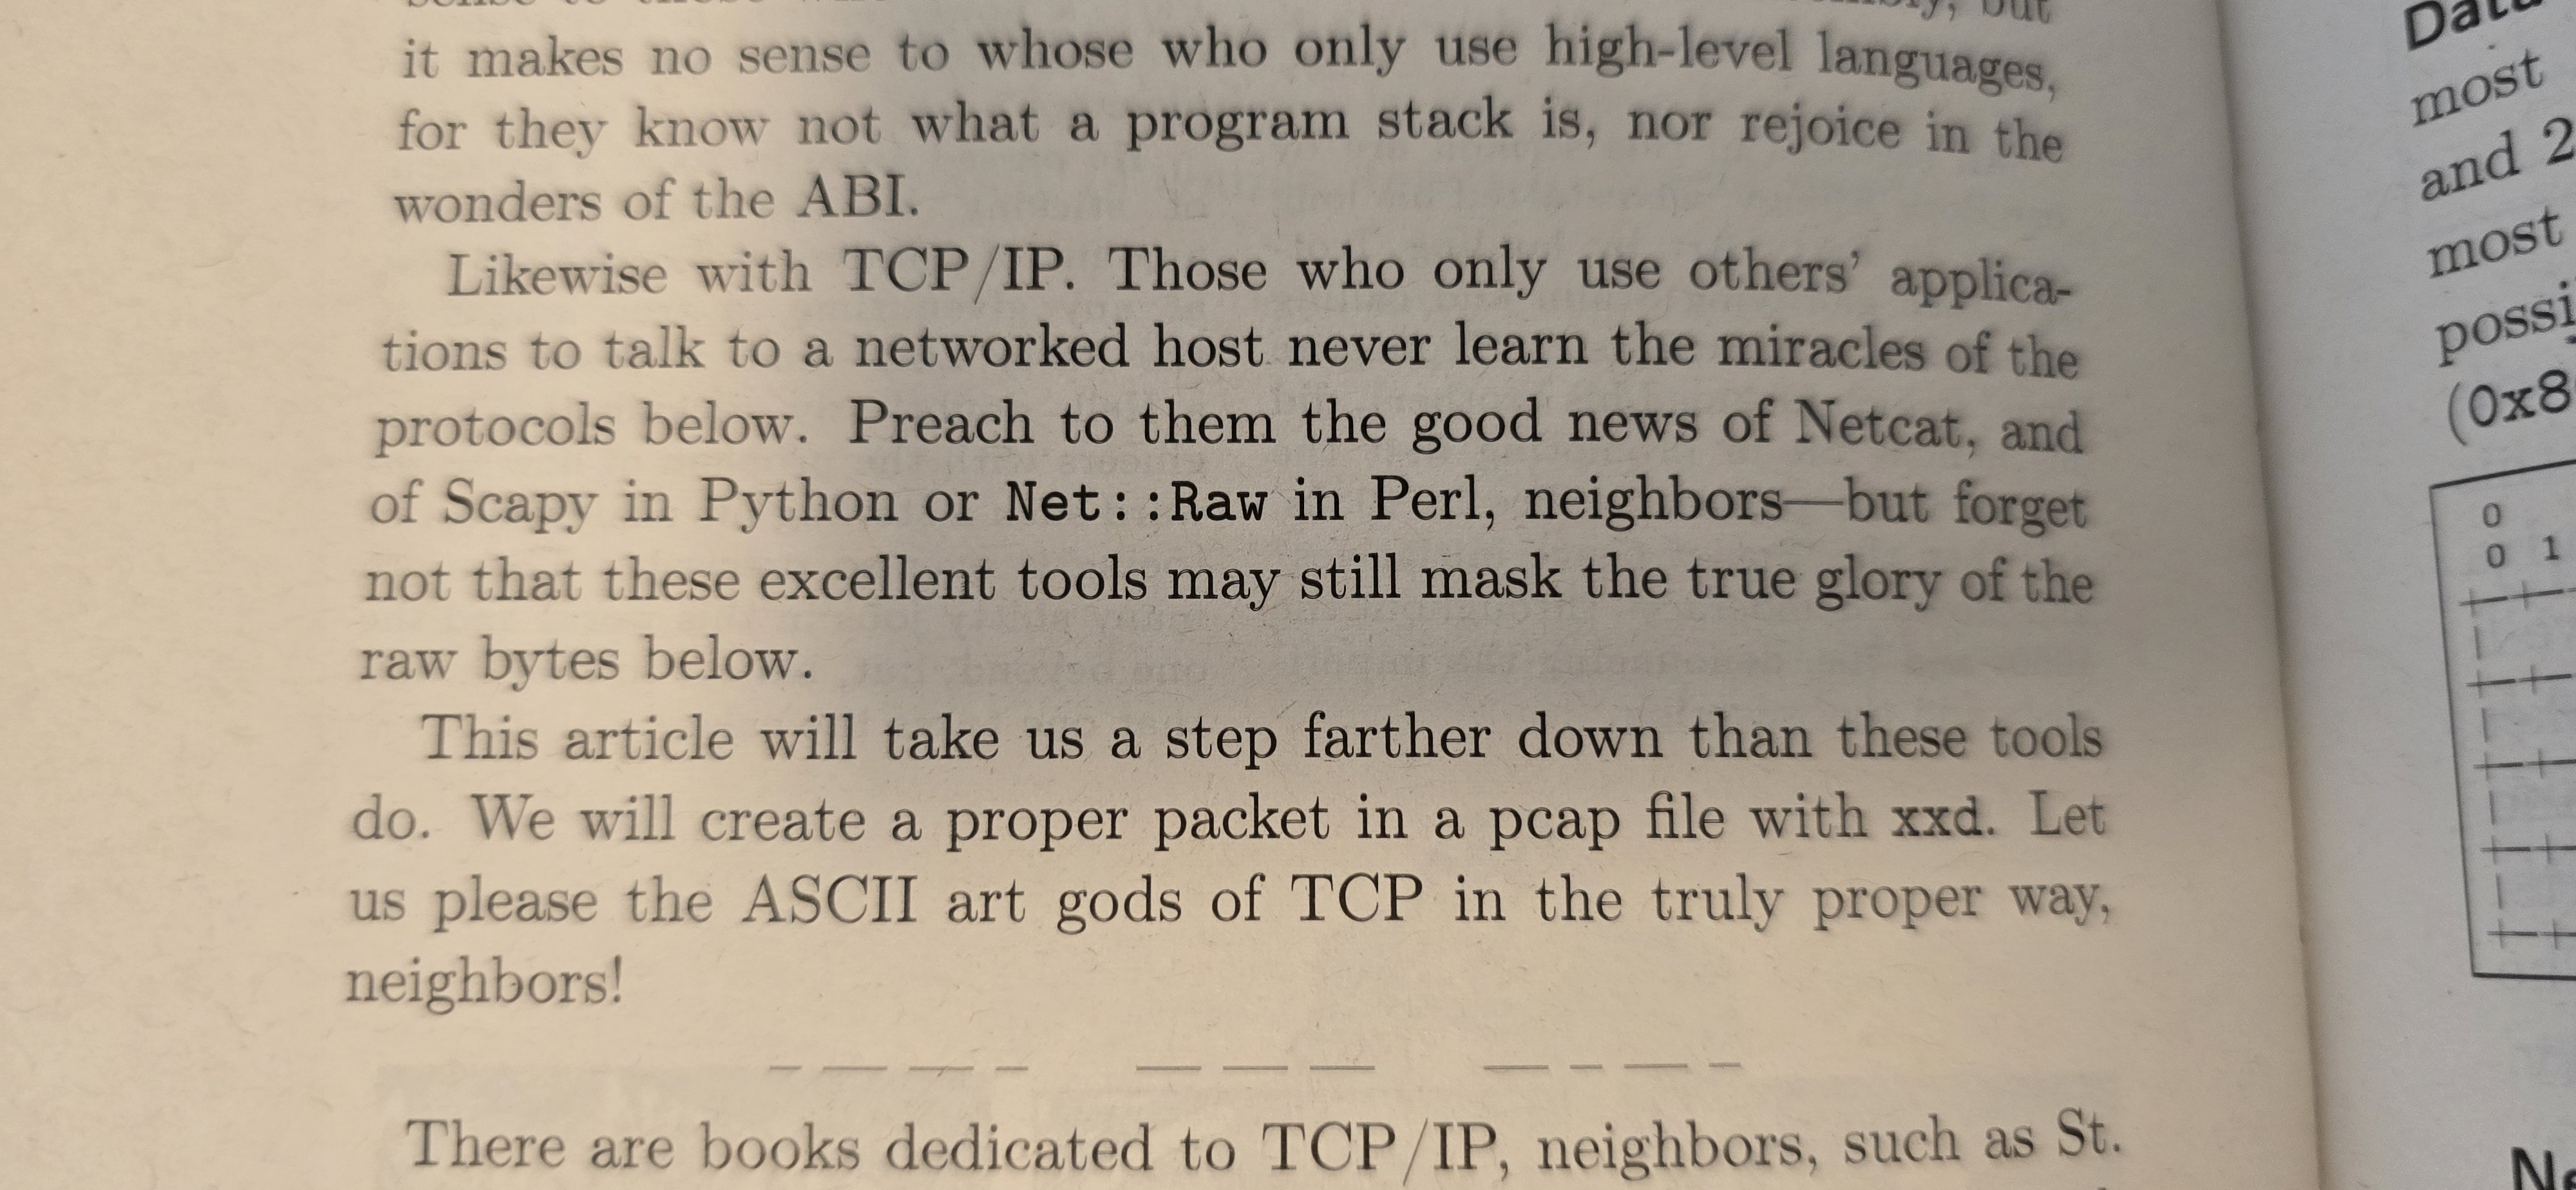 it makes no sense to whose who only use high-level languages,
for they know not what a program stack is, nor rejoice in the
wonders of the ABI.
Likewise with TCP/IP. Those who only use others' applica-
tions to talk to a networked host never learn the miracles of the
protocols below. Preach to them the good news of Netcat, and
of Scapy in Python or Net::Raw in Perl, neighbors—but forget
not that these excellent tools may still mask the true glory of the
raw bytes below.
This article will take us a step farther down than these tools
do. We will create a proper packet in a pcap file with xxd. Let
us please the ASCII art gods of TCP in the truly proper way,
neighbors!
— — — — — — — — — — —
There are books dedicated to TCP/IP, neighbors, such as St.
most
and 2
most
(0x8
0
0 1